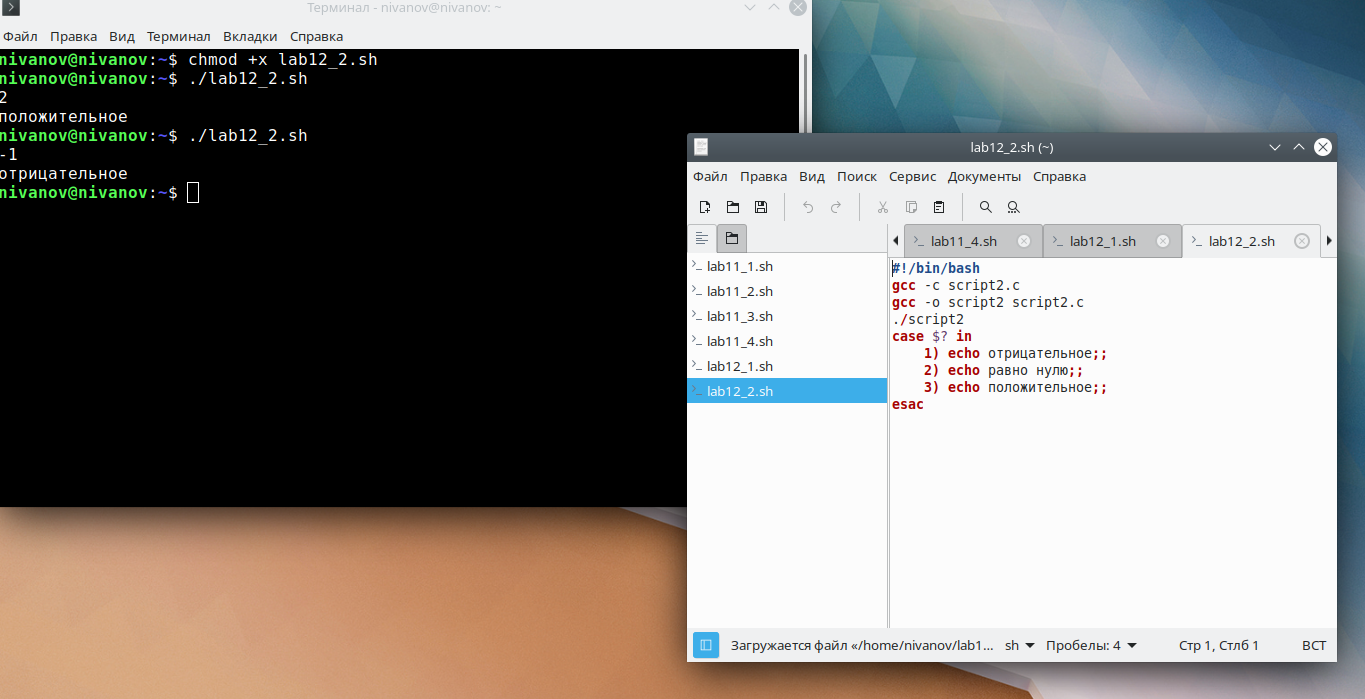 Терминал - nivanov@nivanov: ~
Файл Правка Вид Терминал Вкладки Справка
nivanov@nivanov:~$ chmod +x lab12_2.sh
nivanov@nivanov:~$ ./lab12_2.sh
2
положительное
nivanov@nivanov:~$ ./lab12_2.sh
-1
отрицательное
nivanov@nivanov:~$
lab12_2.sh (~)
Файл Правка Вид Поиск Сервис Документы Справка
lab11_4.sh lab12_1.sh lab12_2.sh
lab11_1.sh
lab11_2.sh
lab11_3.sh
lab11_4.sh
lab12_1.sh
lab12_2.sh
#!/bin/bash
gcc -c script2.c
gcc -o script2 script2.c
./script2
case $? in
    1) echo отрицательное;;
    2) echo равно нулю;;
    3) echo положительное;;
esac
Загружается файл «/home/nivanov/lab1... sh Пробелы: 4 Стр 1, Стлб 1 ВСТ